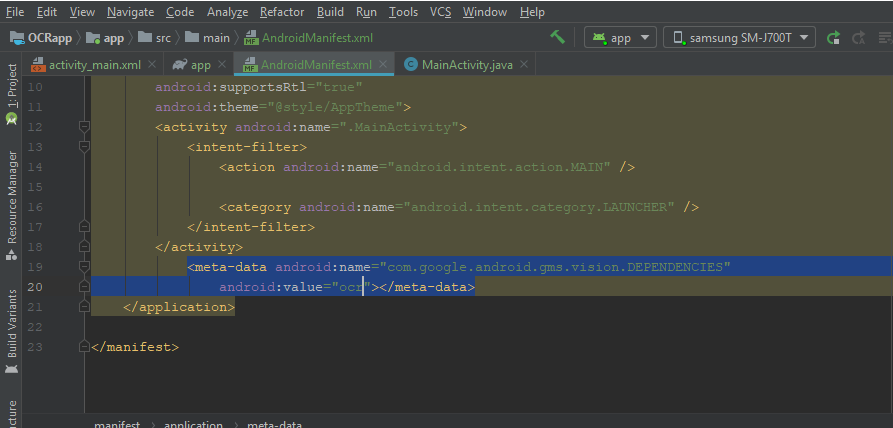 File Edit View Navigate Code Analyze Refactor Build Run Tools VCS Window Help
OCRapp app src main AndroidManifest.xml app samsung SM-J700T
activity_main.xml app AndroidManifest.xml MainActivity.java
1: Project
Resource Manager
Build Variants
10 android:supportsRtl="true"
11 android:theme="@style/AppTheme">
12 <activity android:name=".MainActivity">
13 <intent-filter>
14 <action android:name="android.intent.action.MAIN" />
15
16 <category android:name="android.intent.category.LAUNCHER" />
17 </intent-filter>
18 </activity>
19 <meta-data android:name="com.google.android.gms.vision.DEPENDENCIES"
20 android:value="ocr"></meta-data>
21 </application>
22
23 </manifest>
manifest application meta-data